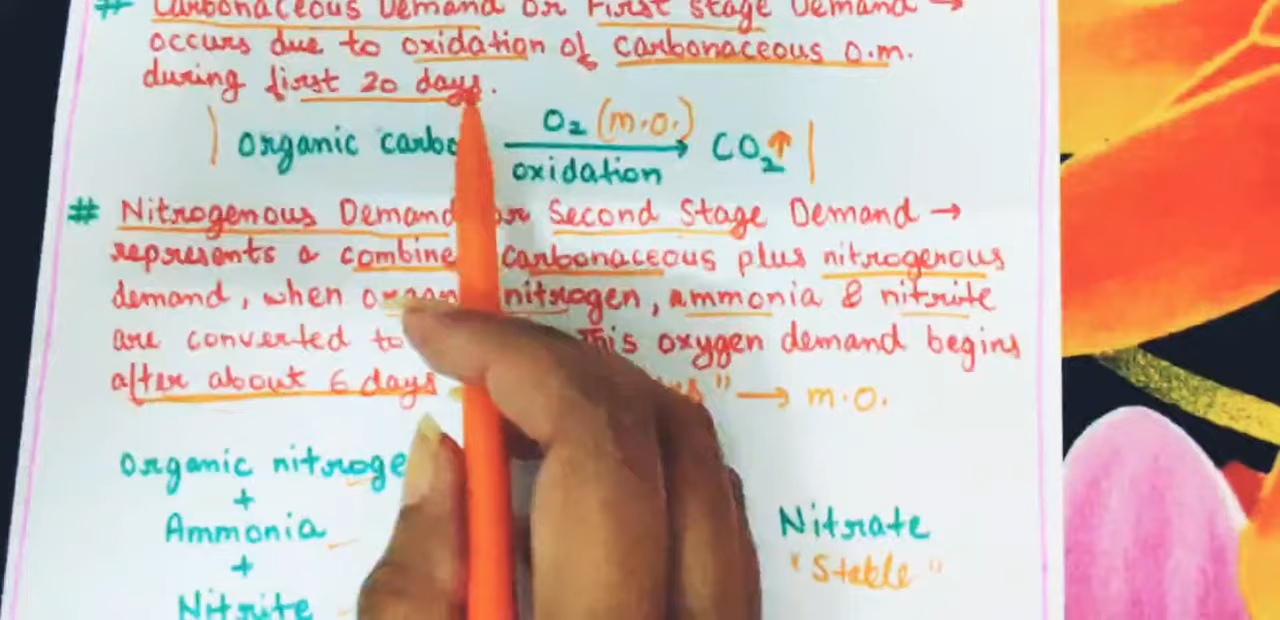 # Carbonaceous Demand or First Stage Demand →
occurs due to oxidation of carbonaceous o.m.
during first 20 days.
organic carbo O2 (m.o.) CO2↑
oxidation
# Nitrogenous Demand or Second Stage Demand →
represents a combine carbonaceous plus nitrogenous
demand, when nitrogen, ammonia & nitrite
are converted to This oxygen demand begins
after about 6 days " → m.o.
Organic nitroge
+
Ammonia
Nitrate
+
"Stable"
Nitrite